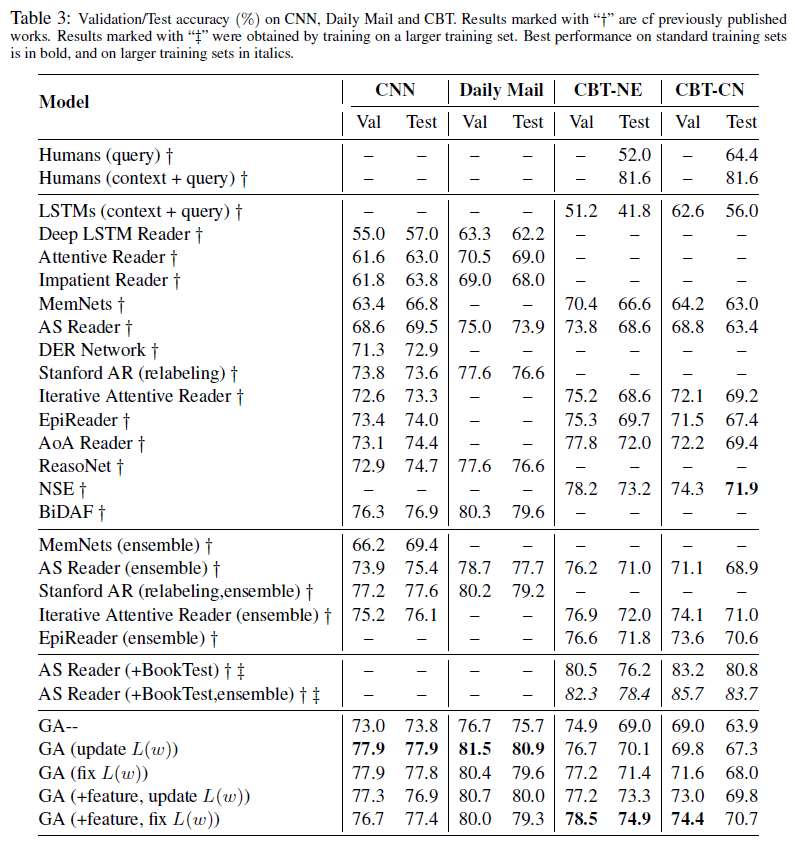 Table 3: Validation/Test accuracy (%) on CNN, Daily Mail and CBT. Results marked with “†” are cf previously published
works. Results marked with “‡” were obtained by training on a larger training set. Best performance on standard training sets
is in bold, and on larger training sets in italics.
Model CNN Daily Mail CBT-NE CBT-CN
Val Test Val Test Val Test Val Test
Humans (query) † – – – – – 52.0 – 64.4
Humans (context + query) † – – – – – 81.6 – 81.6
LSTMs (context + query) † – – – – 51.2 41.8 62.6 56.0
Deep LSTM Reader † 55.0 57.0 63.3 62.2 – – – –
Attentive Reader † 61.6 63.0 70.5 69.0 – – – –
Impatient Reader † 61.8 63.8 69.0 68.0 – – – –
MemNets † 63.4 66.8 – – 70.4 66.6 64.2 63.0
AS Reader † 68.6 69.5 75.0 73.9 73.8 68.6 68.8 63.4
DER Network † 71.3 72.9 – – – – – –
Stanford AR (relabeling) † 73.8 73.6 77.6 76.6 – – – –
Iterative Attentive Reader † 72.6 73.3 – – 75.2 68.6 72.1 69.2
EpiReader † 73.4 74.0 – – 75.3 69.7 71.5 67.4
AoA Reader † 73.1 74.4 – – 77.8 72.0 72.2 69.4
ReasoNet † 72.9 74.7 77.6 76.6 – – – –
NSE † – – – – 78.2 73.2 74.3 71.9
BiDAF † 76.3 76.9 80.3 79.6 – – – –
MemNets (ensemble) † 66.2 69.4 – – – – – –
AS Reader (ensemble) † 73.9 75.4 78.7 77.7 76.2 71.0 71.1 68.9
Stanford AR (relabeling,ensemble) † 77.2 77.6 80.2 79.2 – – – –
Iterative Attentive Reader (ensemble) † 75.2 76.1 – – 76.9 72.0 74.1 71.0
EpiReader (ensemble) † – – – – 76.6 71.8 73.6 70.6
AS Reader (+BookTest) † ‡ – – – – 80.5 76.2 83.2 80.8
AS Reader (+BookTest,ensemble) † ‡ – – – – 82.3 78.4 85.7 83.7
GA-- 73.0 73.8 76.7 75.7 74.9 69.0 69.0 63.9
GA (update L(w)) 77.9 77.9 81.5 80.9 76.7 70.1 69.8 67.3
GA (fix L(w)) 77.9 77.8 80.4 79.6 77.2 71.4 71.6 68.0
GA (+feature, update L(w)) 77.3 76.9 80.7 80.0 77.2 73.3 73.0 69.8
GA (+feature, fix L(w)) 76.7 77.4 80.0 79.3 78.5 74.9 74.4 70.7